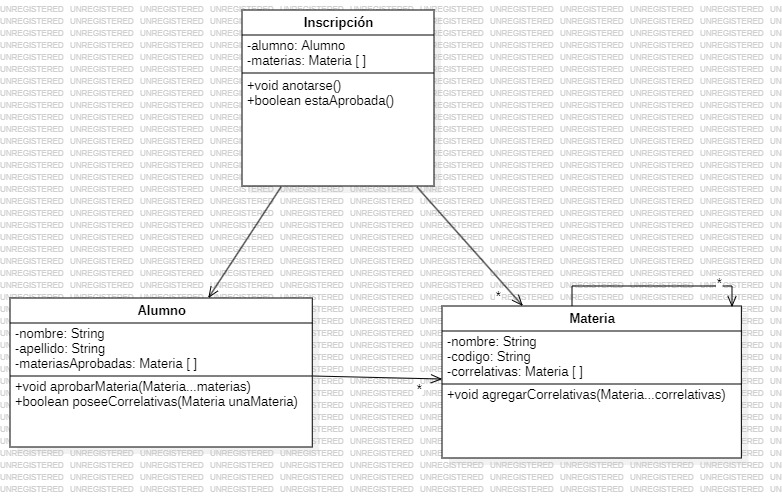 Inscripción
-alumno: Alumno
-materias: Materia [ ]
+void anotarse()
+boolean estaAprobada()
*
*
Alumno
-nombre: String
-apellido: String
-materiasAprobadas: Materia [ ]
+void aprobarMateria(Materia...materias)
+boolean poseeCorrelativas(Materia unaMateria)
*
Materia
-nombre: String
-codigo: String
-correlativas: Materia [ ]
+void agregarCorrelativas(Materia...correlativas)
UNREGISTERED